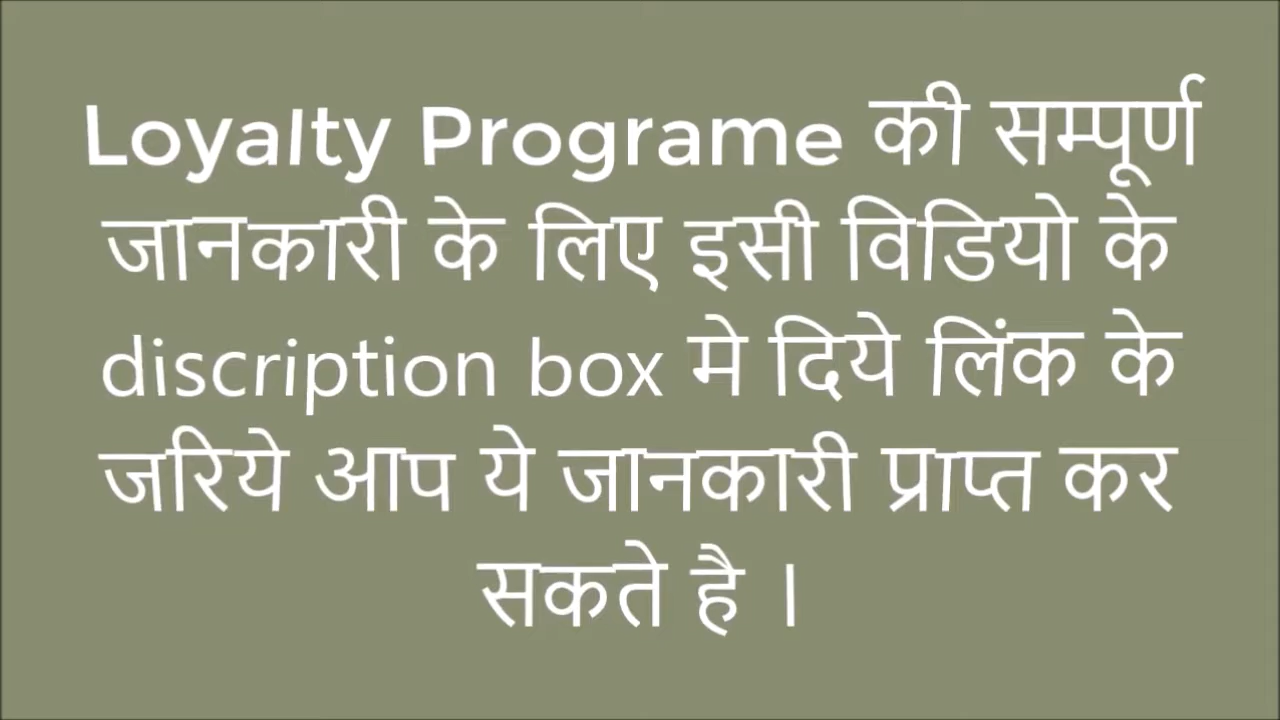 Loyalty Programe की सम्पूर्ण
जानकारी के लिए इसी विडियो के
discription box मे दिये लिंक के
जरिये आप ये जानकारी प्राप्त कर
सकते है ।